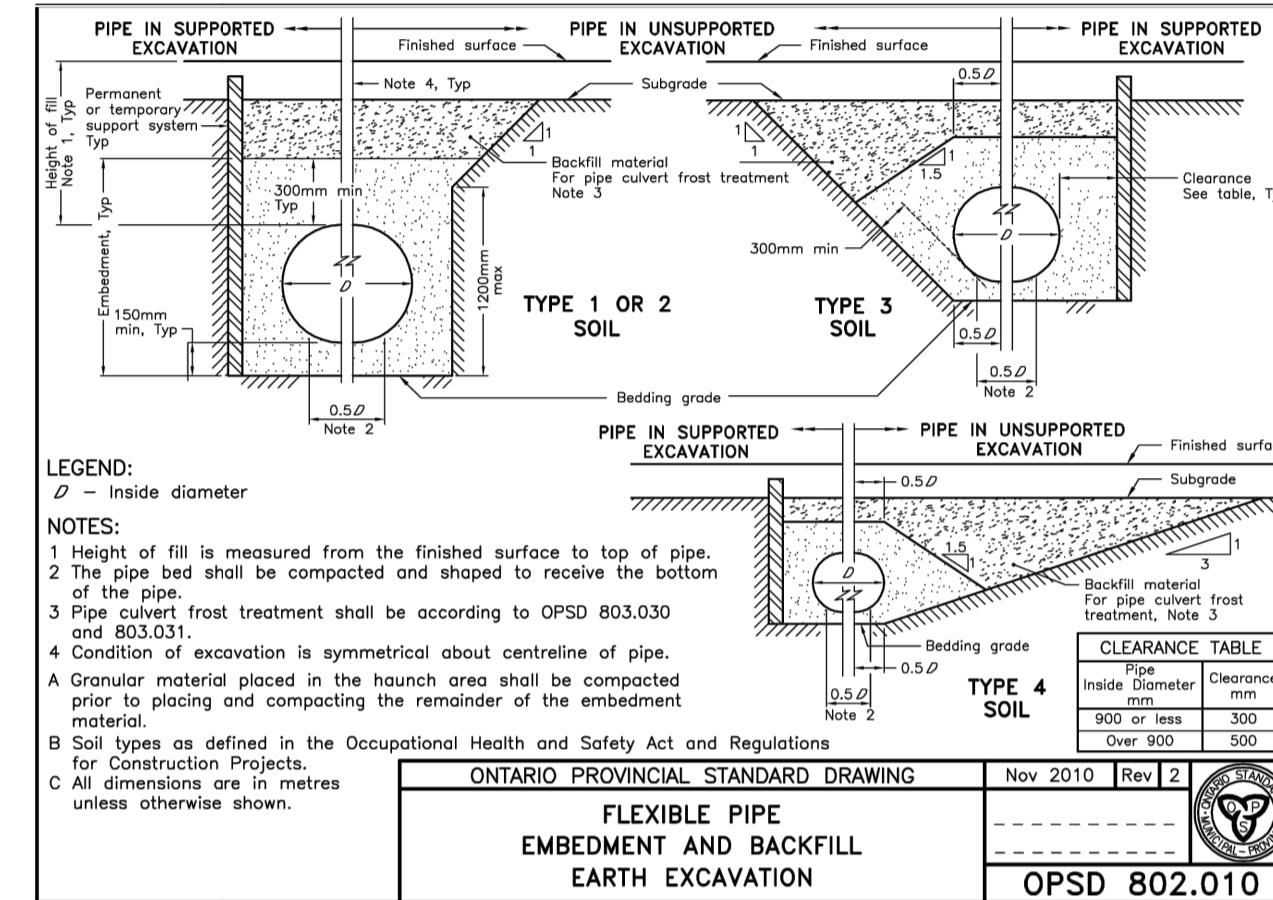 PIPE IN SUPPORTED
EXCAVATION
PIPE IN UNSUPPORTED
EXCAVATION
PIPE IN SUPPORTED
EXCAVATION
Finished surface
Finished surface
Height of fill
Note 1, Typ
Permanent
or temporary
support system
Typ
Note 4, Typ
Subgrade
0.5D
1
1
1
1
1
1.5
Backfill material
For pipe culvert frost treatment
Note 3
Clearance
See table, T
300mm min
Typ
Embedment, Typ
D
D
300mm min
1200mm
max
150mm
min, Typ
TYPE 1 OR 2
SOIL
TYPE 3
SOIL
0.5D
0.5D
Note 2
0.5D
Note 2
Bedding grade
PIPE IN SUPPORTED
EXCAVATION
PIPE IN UNSUPPORTED
EXCAVATION
Finished surfa
Subgrade
0.5D
1.5
1
1
3
D
Backfill material
For pipe culvert frost
treatment, Note 3
Bedding grade
0.5D
0.5D
Note 2
TYPE 4
SOIL
LEGEND:
D – Inside diameter
NOTES:
1 Height of fill is measured from the finished surface to top of pipe.
2 The pipe bed shall be compacted and shaped to receive the bottom
of the pipe.
3 Pipe culvert frost treatment shall be according to OPSD 803.030
and 803.031.
4 Condition of excavation is symmetrical about centreline of pipe.
A Granular material placed in the haunch area shall be compacted
prior to placing and compacting the remainder of the embedment
material.
B Soil types as defined in the Occupational Health and Safety Act and Regulations
for Construction Projects.
C All dimensions are in metres
unless otherwise shown.
CLEARANCE TABLE
Pipe
Inside Diameter
mm
Clearance
mm
900 or less 300
Over 900 500
ONTARIO PROVINCIAL STANDARD DRAWING
Nov 2010 Rev 2
FLEXIBLE PIPE
EMBEDMENT AND BACKFILL
EARTH EXCAVATION
OPSD 802.010
ONTARIO STANDA
MUNICIPAL – PROVIN
O P
S